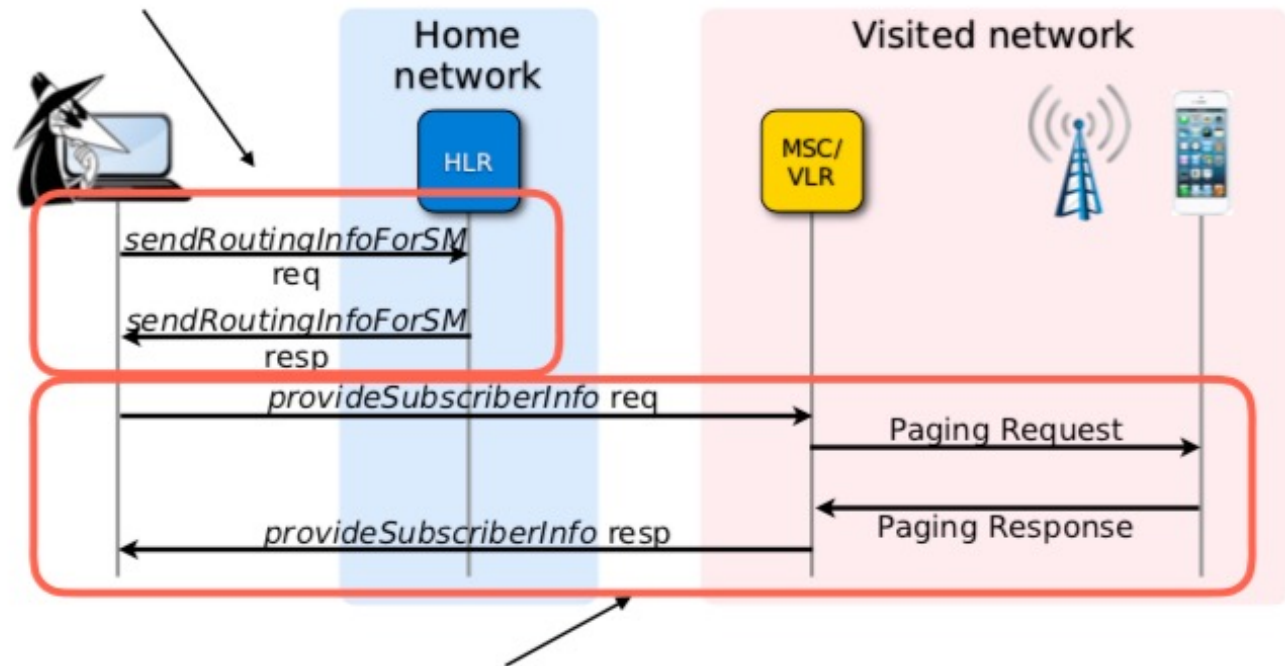 Home
network
Visited network
HLR
MSC/
VLR
sendRoutingInfoForSM
req
sendRoutingInfoForSM
resp
provideSubscriberInfo req
Paging Request
Paging Response
provideSubscriberInfo resp